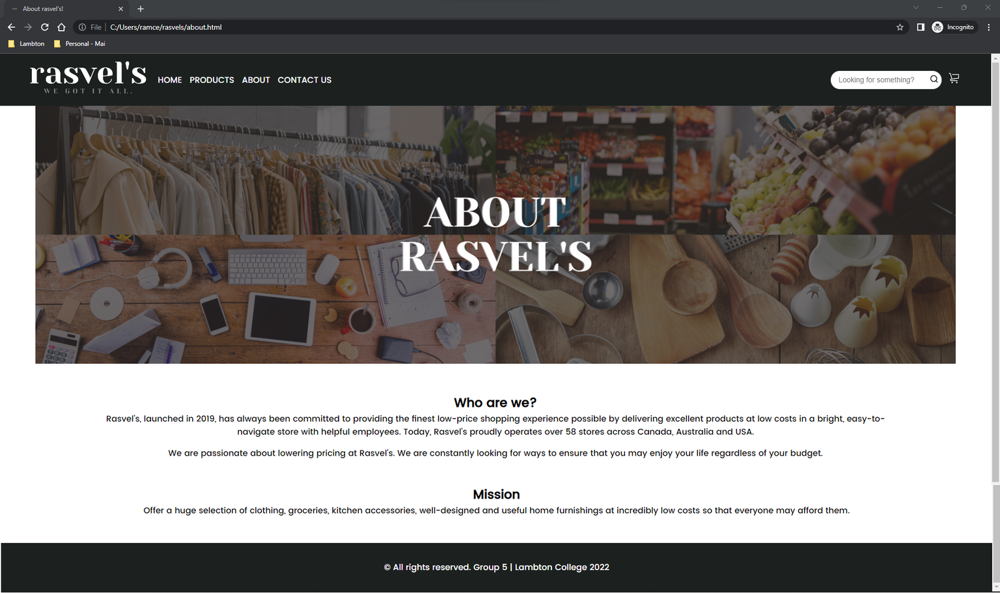 About rasvel's!
File
C:/Users/ramce/rasvels/about.html
Incognito
Lambton
Personal - Mai
rasvel's
WE GOT IT ALL.
HOME
PRODUCTS
ABOUT
CONTACT US
Looking for something?
ABOUT
RASVEL'S
Who are we?
Rasvel's, launched in 2019, has always been committed to providing the finest low-price shopping experience possible by delivering excellent products at low costs in a bright, easy-to-
navigate store with helpful employees. Today, Rasvel's proudly operates over 58 stores across Canada, Australia and USA.
We are passionate about lowering pricing at Rasvel's. We are constantly looking for ways to ensure that you may enjoy your life regardless of your budget.
Mission
Offer a huge selection of clothing, groceries, kitchen accessories, well-designed and useful home furnishings at incredibly low costs so that everyone may afford them.
© All rights reserved. Group 5 | Lambton College 2022